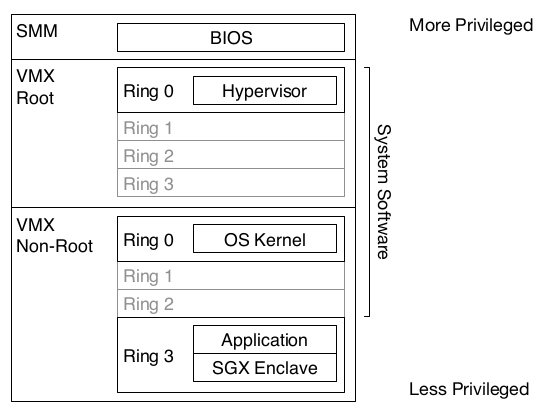 SMM
BIOS
More Privileged
VMX
Root
Ring 0
Hypervisor
Ring 1
Ring 2
Ring 3
System Software
VMX
Non-Root
Ring 0
OS Kernel
Ring 1
Ring 2
Ring 3
Application
SGX Enclave
Less Privileged